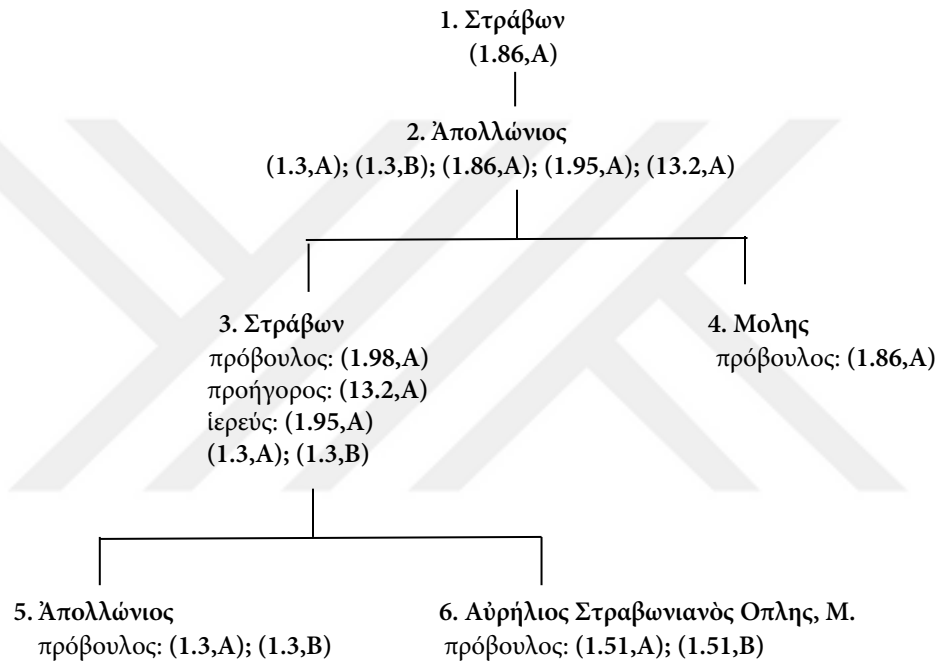 1. Στράβων
(1.86,A)
2. Ἀπολλώνιος
(1.3,A); (1.3,B); (1.86,A); (1.95,A); (13.2,A)
3. Στράβων
πρόβουλος: (1.98,A)
προήγορος: (13.2,A)
ἱερεύς: (1.95,A)
(1.3,A); (1.3,B)
4. Μολης
πρόβουλος: (1.86,A)
5. Ἀπολλώνιος
πρόβουλος: (1.3,A); (1.3,B)
6. Αὐρήλιος Στραβωνιανὸς Οπλης, Μ.
πρόβουλος: (1.51,A); (1.51,B)